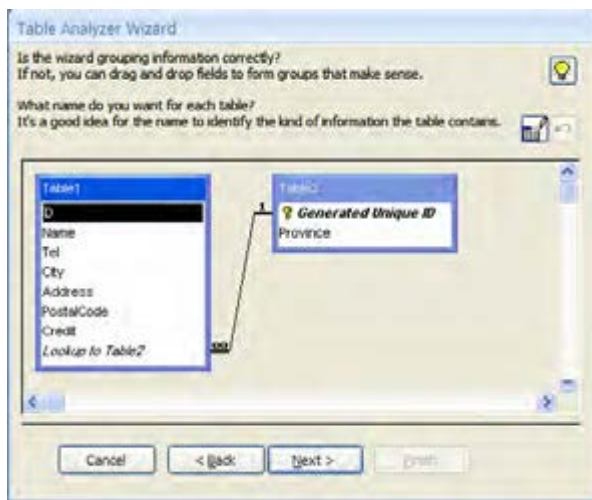 Table Analyzer Wizard
Is the wizard grouping information correctly?
If not, you can drag and drop fields to form groups that make sense.
What name do you want for each table?
It's a good idea for the name to identify the kind of information the table contains.
Table1
ID
Name
Tel
City
Address
PostalCode
Credit
Lookup to Table2
1
∞
Table2
Generated Unique ID
Province
Cancel
< Back
Next >
Finish